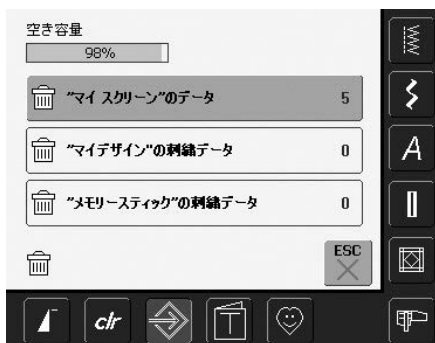 空き容量
98%
"マイ スクリーン"のデータ 5
"マイデザイン"の刺繍データ 0
"メモリースティック"の刺繍データ 0
ESC
A
clr